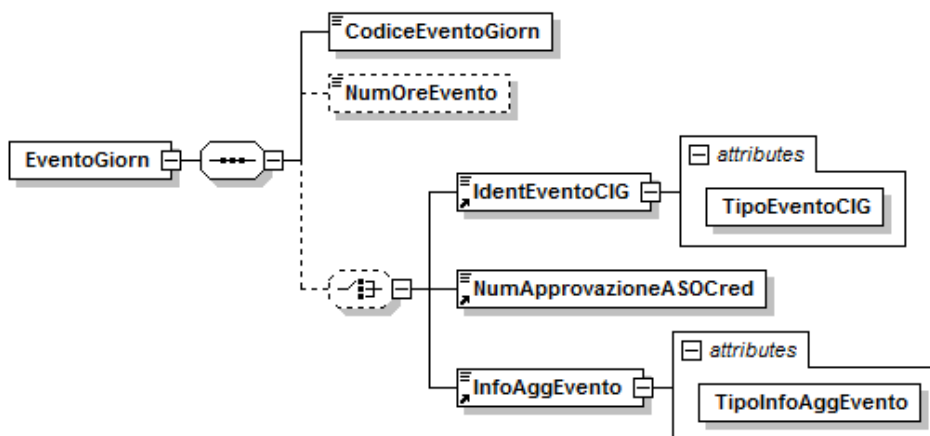 CodiceEventoGiorn
NumOreEvento
EventoGiorn
attributes
IdentEventoCIG
TipoEventoCIG
NumApprovazioneASOCred
attributes
InfoAggEvento
TipoInfoAggEvento